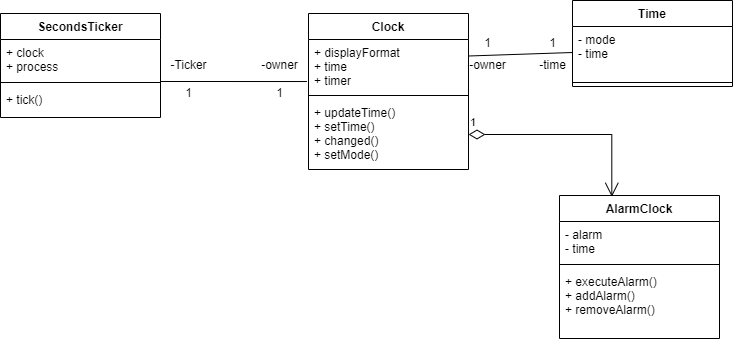 SecondsTicker
+ clock
+ process
+ tick()
-Ticker
-owner
1
1
Clock
+ displayFormat
+ time
+ timer
+ updateTime()
+ setTime()
+ changed()
+ setMode()
1
1
-owner
-time
Time
- mode
- time
1
AlarmClock
- alarm
- time
+ executeAlarm()
+ addAlarm()
+ removeAlarm()